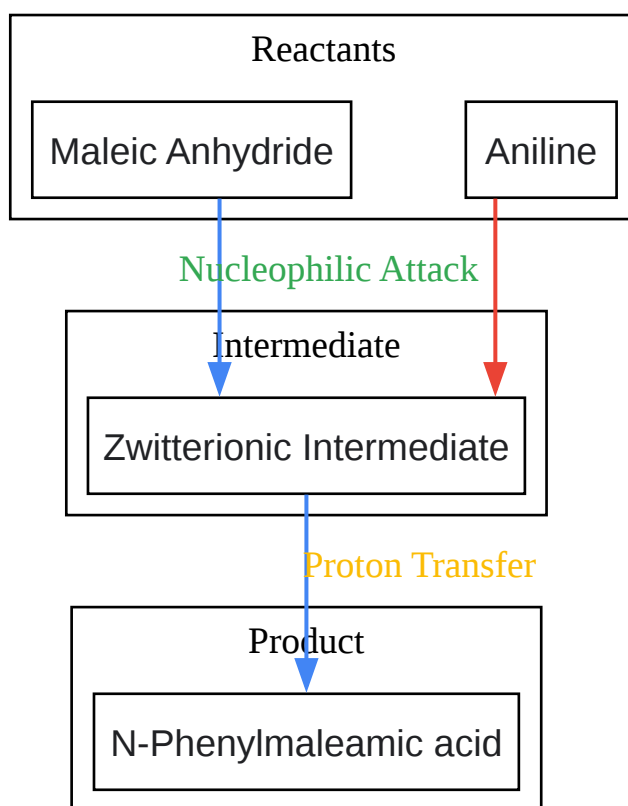 Reactants
Maleic Anhydride
Aniline
Nucleophilic Attack
Intermediate
Zwitterionic Intermediate
Proton Transfer
Product
N-Phenylmaleamic acid